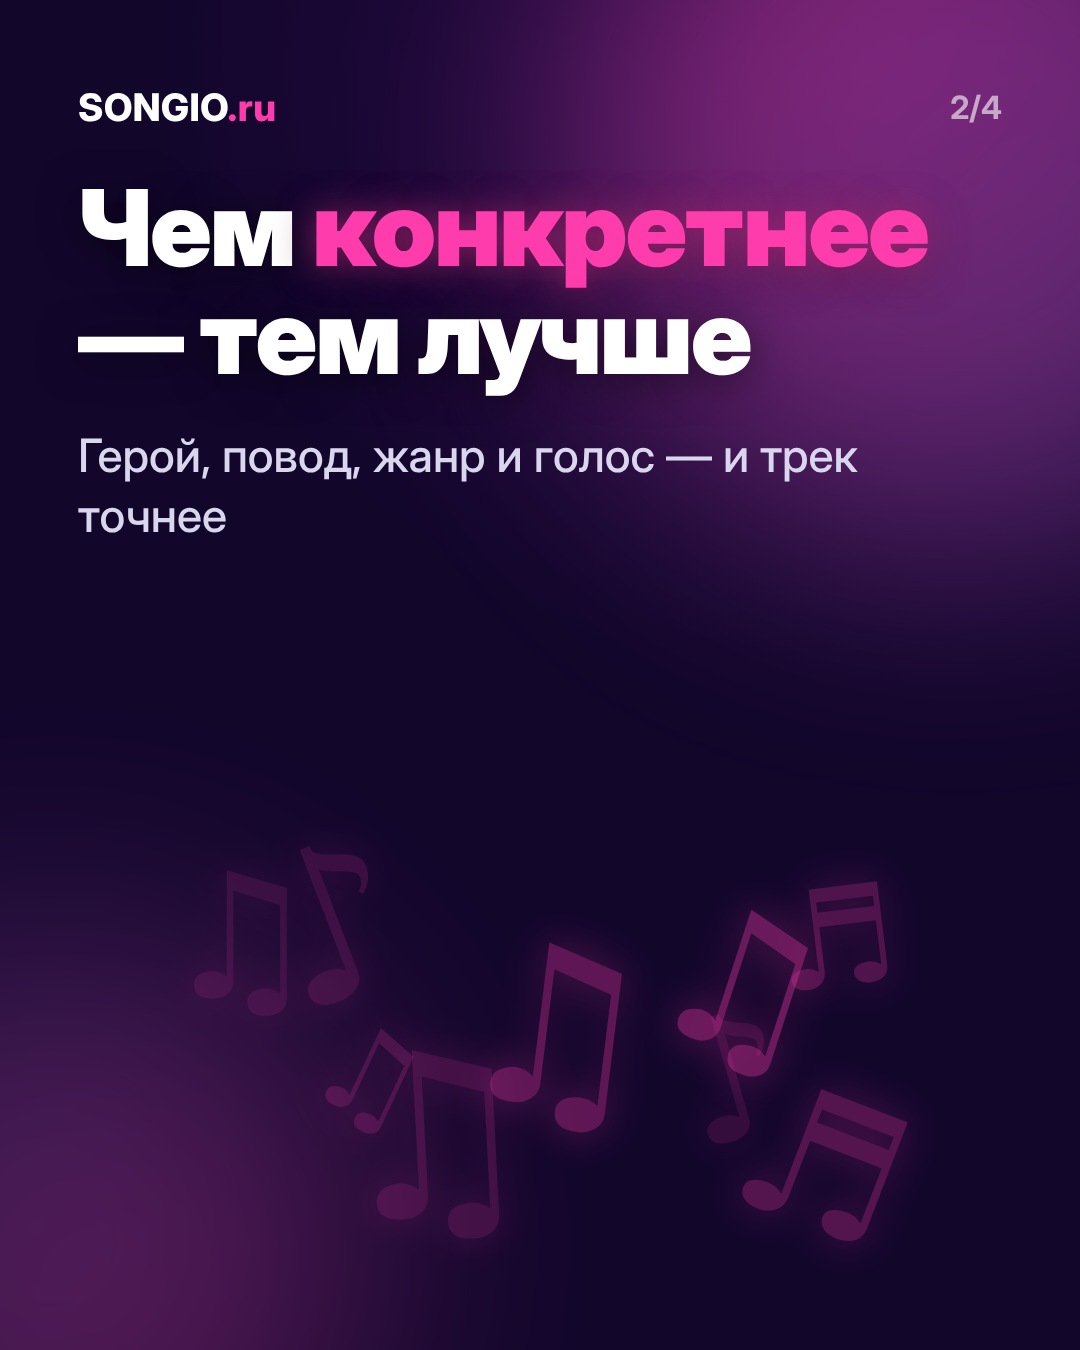 SONGIO.ru
2/4
Чем конкретнее
— тем лучше
Герой, повод, жанр и голос — и трек
точнее